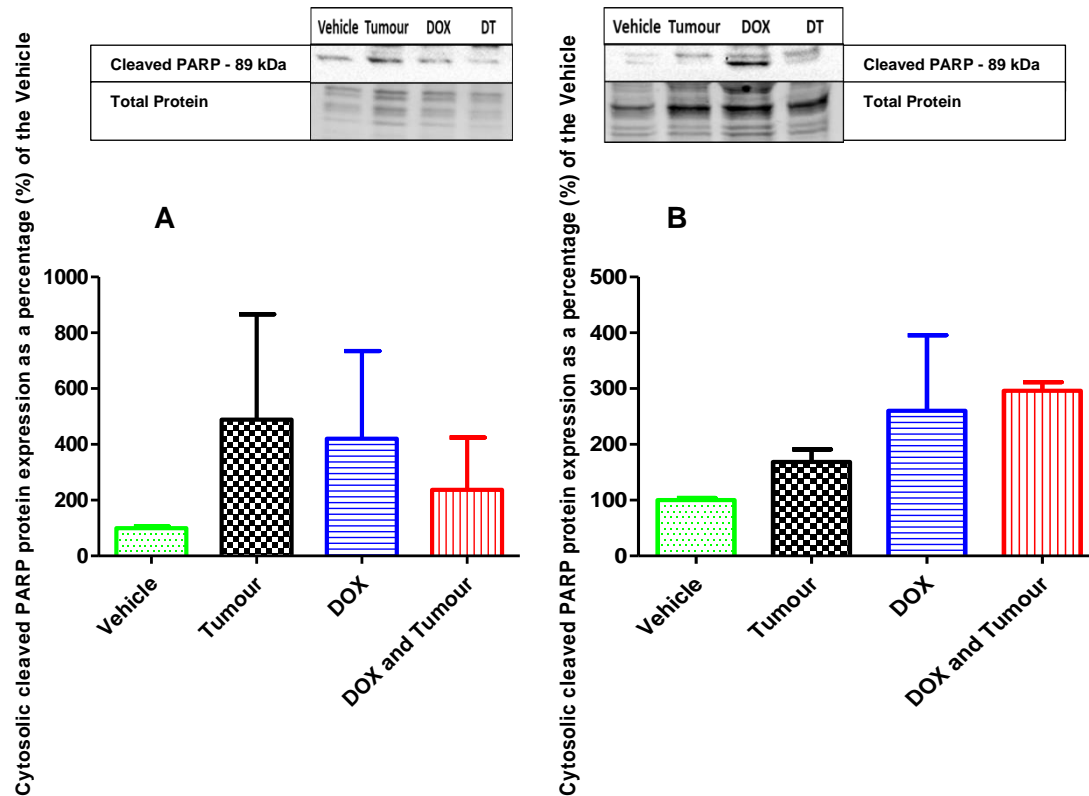 Vehicle Tumour DOX DT
Cleaved PARP - 89 kDa
Total Protein
Vehicle Tumour DOX DT
Cleaved PARP - 89 kDa
Total Protein
A
Cytosolic cleaved PARP protein expression as a percentage (%) of the Vehicle
1000
800
600
400
200
0
Vehicle
Tumour
DOX
DOX and Tumour
B
Cytosolic cleaved PARP protein expression as a percentage (%) of the Vehicle
500
400
300
200
100
0
Vehicle
Tumour
DOX
DOX and Tumour